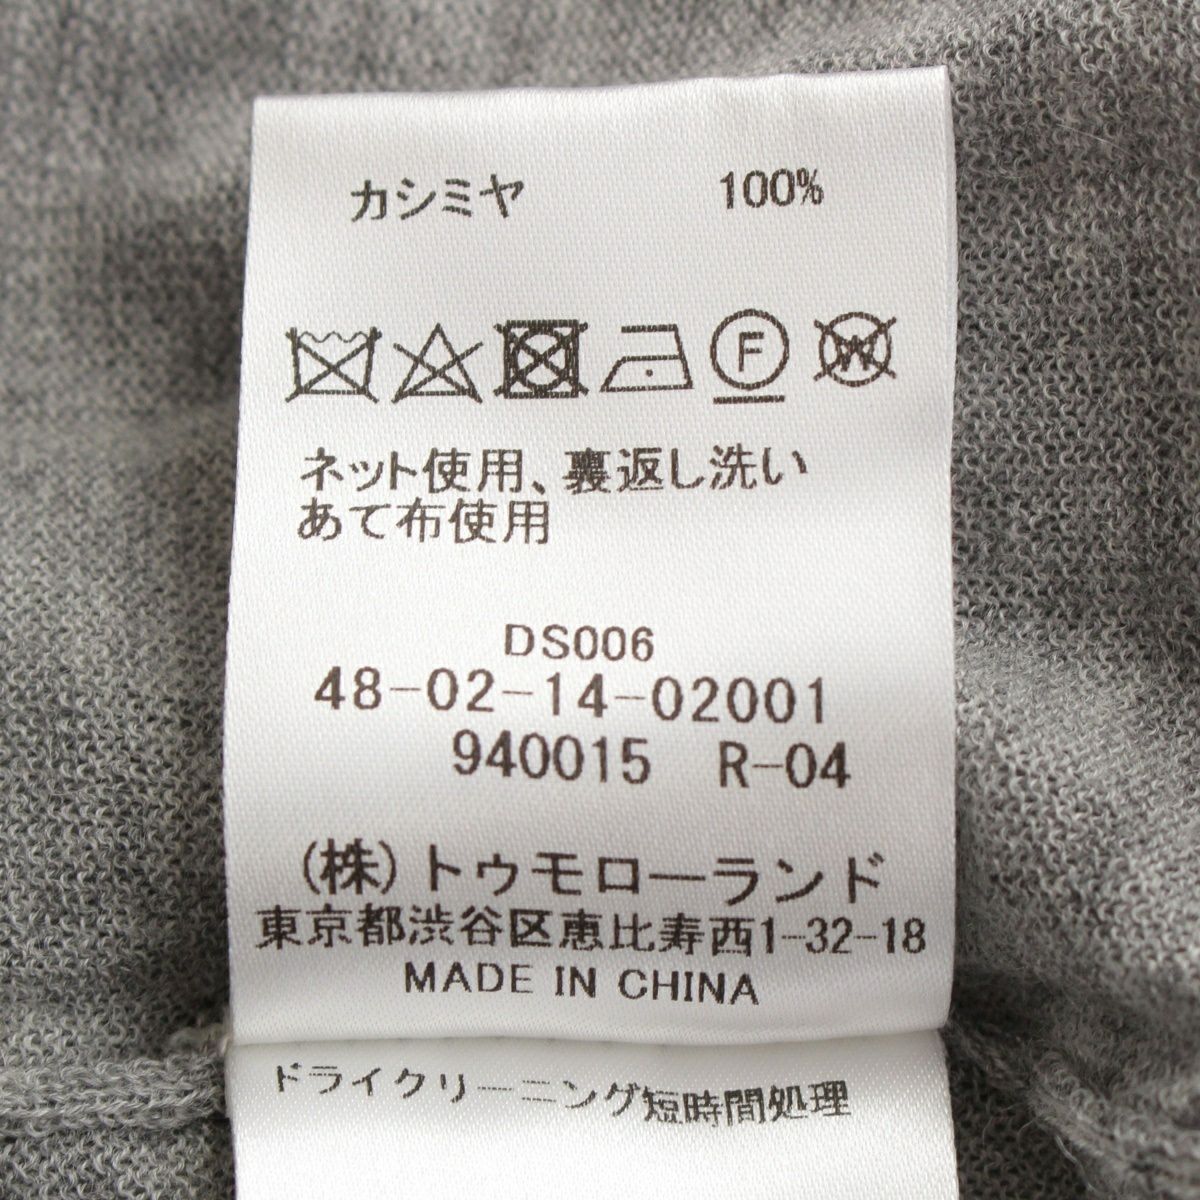 カシミヤ 100%
F W
ネット使用、裏返し洗い
あて布使用
DS006
48-02-14-02001
940015 R-04
(株)トゥモローランド
東京都渋谷区恵比寿西1-32-18
MADE IN CHINA
ドライクリーニング短時間処理